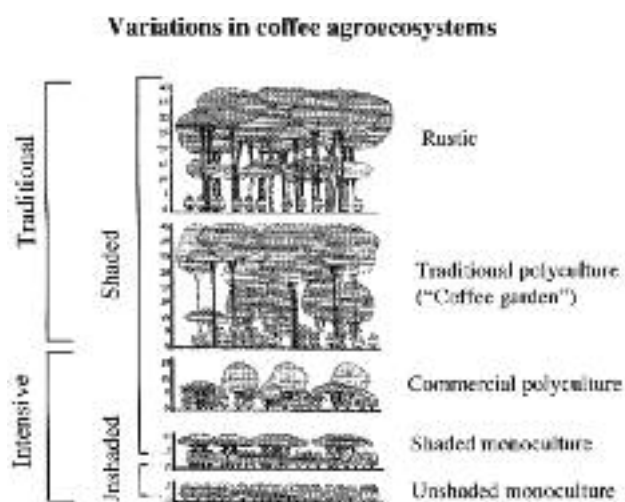 Variations in coffee agroecosystems
Traditional
Shaded
Rustic
Traditional polyculture
("Coffee garden")
Intensive
Unshaded
Commercial polyculture
Shaded monoculture
Unshaded monoculture